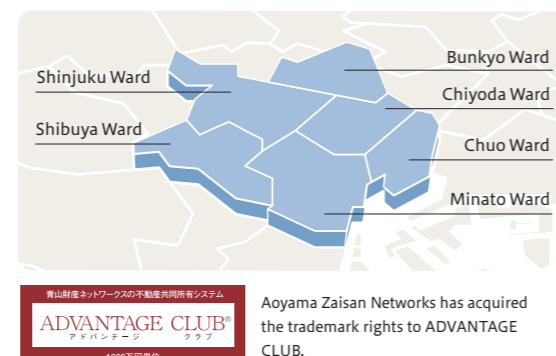 Shinjuku Ward
Shibuya Ward
Bunkyo Ward
Chiyoda Ward
Chuo Ward
Minato Ward
青山財産ネットワークスの不動産共同所有システム
ADVANTAGE CLUB®
アドバンテージ クラブ
Aoyama Zaisan Networks has acquired
the trademark rights to ADVANTAGE
CLUB.